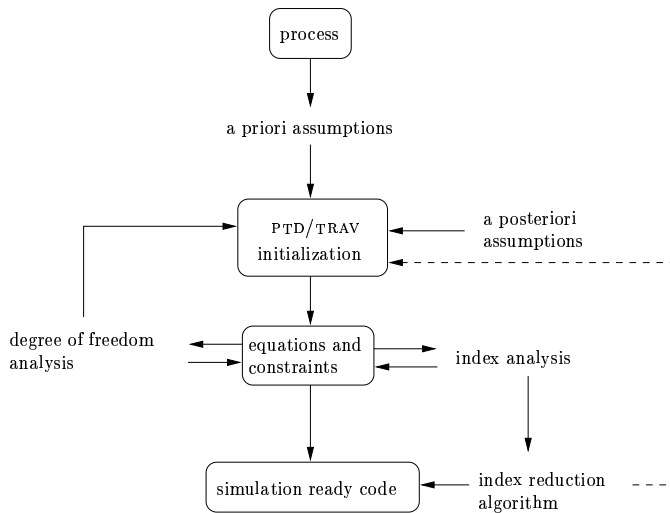 process
a priori assumptions
PTD/TRAV
initialization
a posteriori
assumptions
degree of freedom
analysis
equations and
constraints
index analysis
simulation ready code
index reduction
algorithm